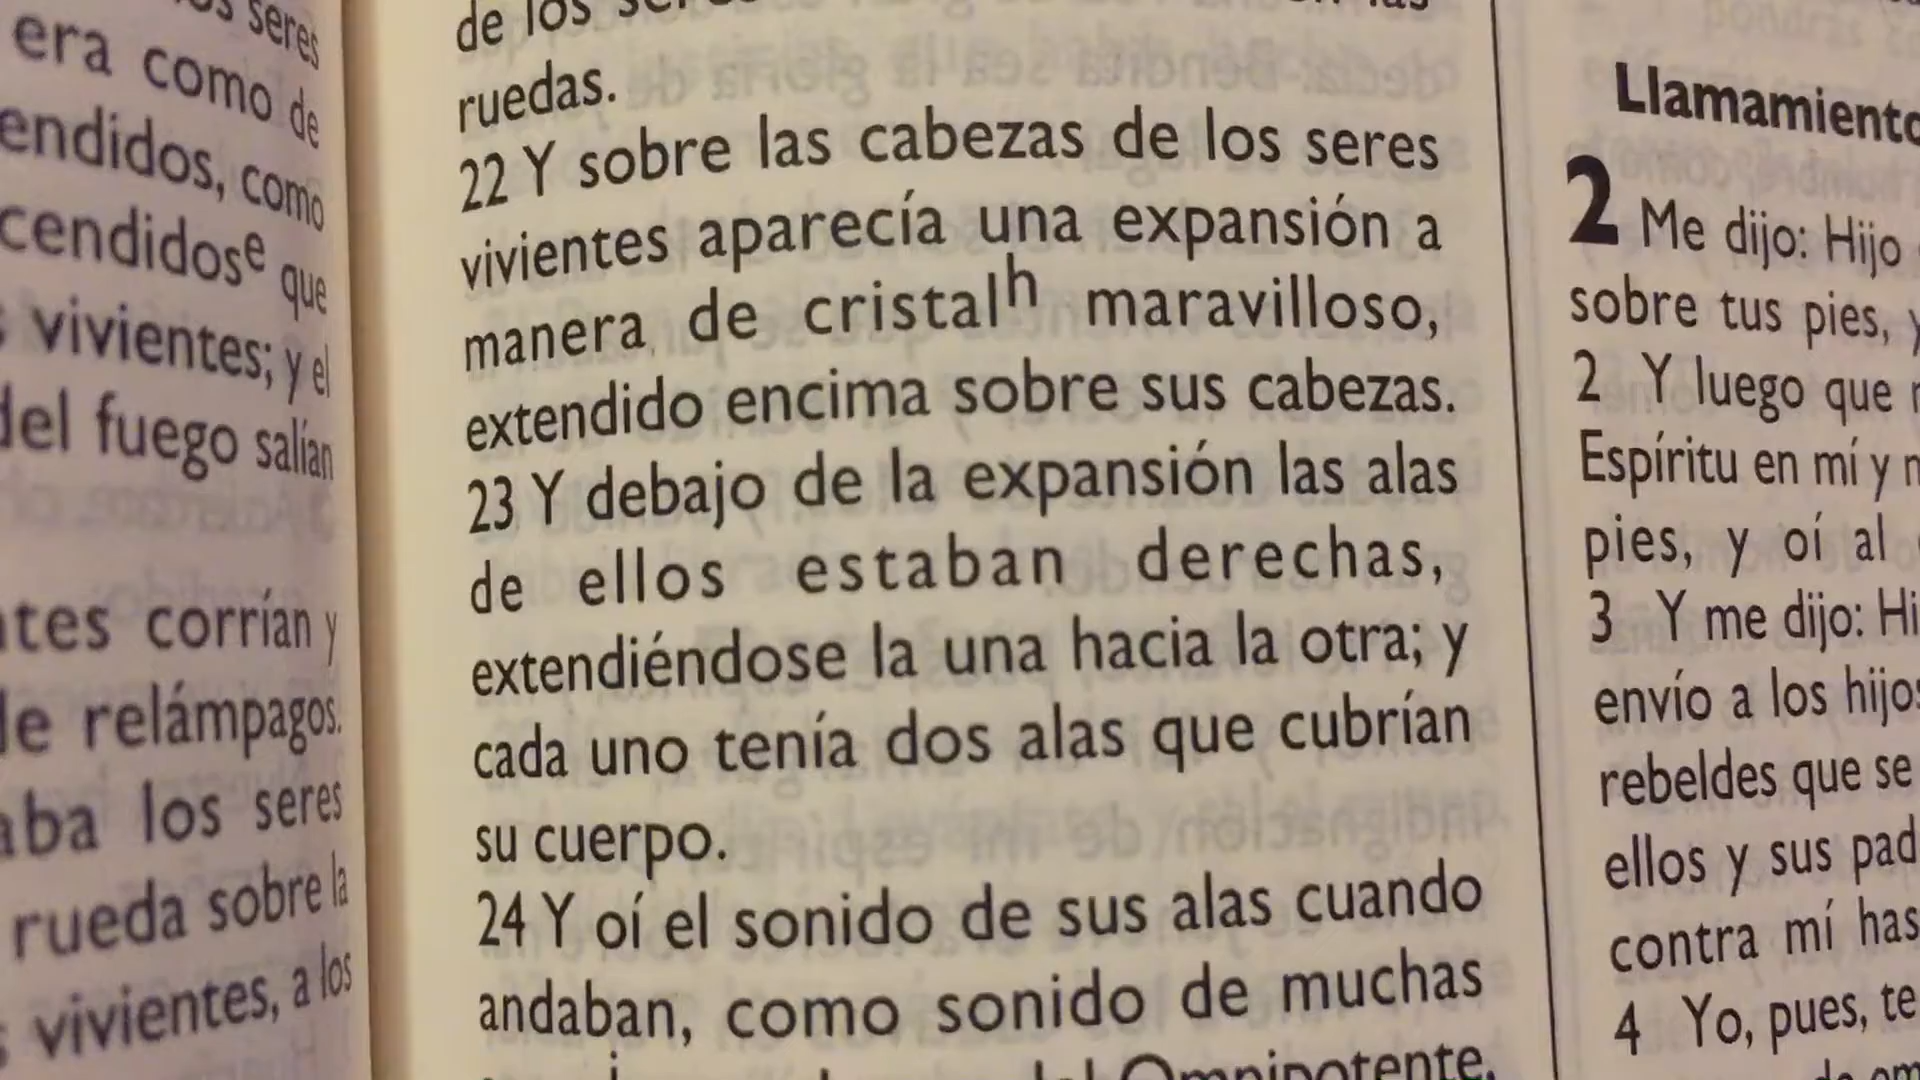 seres
era como de
endidos, como
cendidosᵉ que
vivientes; y el
del fuego salían
corrían y
de relámpagos.
los seres
rueda sobre la
vivientes, a los
de los
ruedas.
22 Y sobre las cabezas de los seres
vivientes aparecía una expansión a
manera de cristalʰ maravilloso,
extendido encima sobre sus cabezas.
23 Y debajo de la expansión las alas
de ellos estaban derechas,
extendiéndose la una hacia la otra; y
cada uno tenía dos alas que cubrían
su cuerpo.
24 Y oí el sonido de sus alas cuando
andaban, como sonido de muchas
Omnipotente,
Llamamiento
2 Me dijo: Hijo
sobre tus pies, y
2 Y luego que
Espíritu en mí y
pies, y oí al
3 Y me dijo: Hi
envío a los hijos
rebeldes que se
ellos y sus pad
contra mí has
4 Yo, pues, te